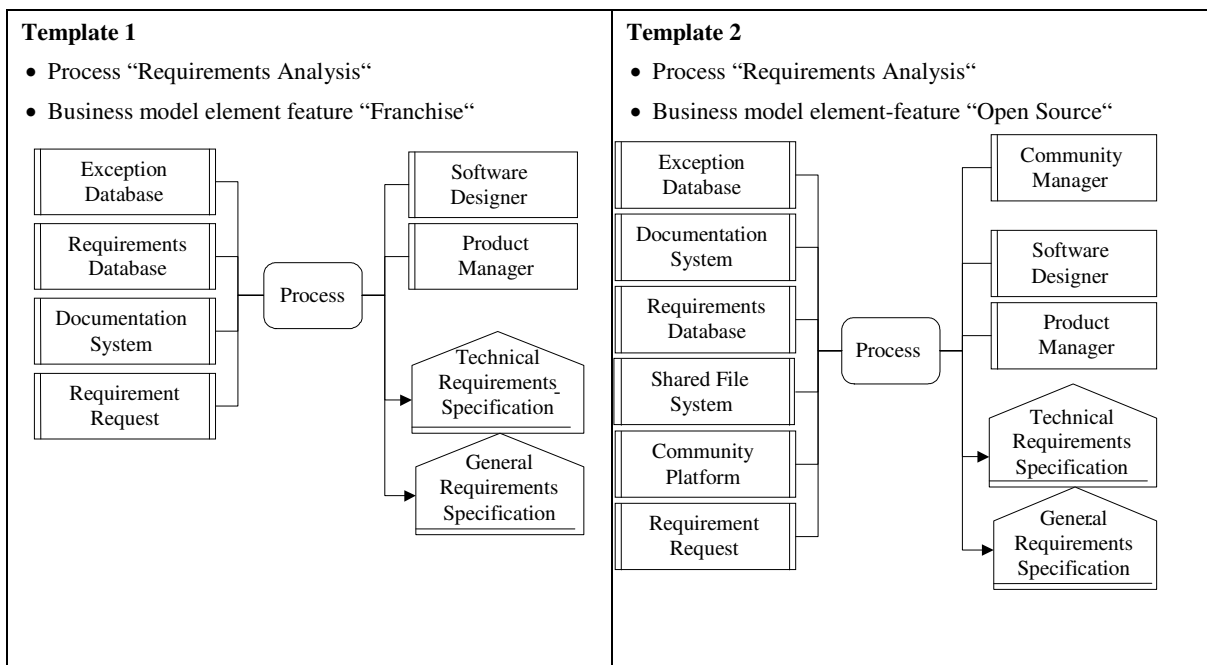 Template 1
• Process “Requirements Analysis“
• Business model element feature “Franchise“
Exception
Database
Requirements
Database
Documentation
System
Requirement
Request
Process
Software
Designer
Product
Manager
Technical
Requirements
Specification
General
Requirements
Specification
Template 2
• Process “Requirements Analysis“
• Business model element-feature “Open Source“
Exception
Database
Documentation
System
Requirements
Database
Shared File
System
Community
Platform
Requirement
Request
Process
Community
Manager
Software
Designer
Product
Manager
Technical
Requirements
Specification
General
Requirements
Specification